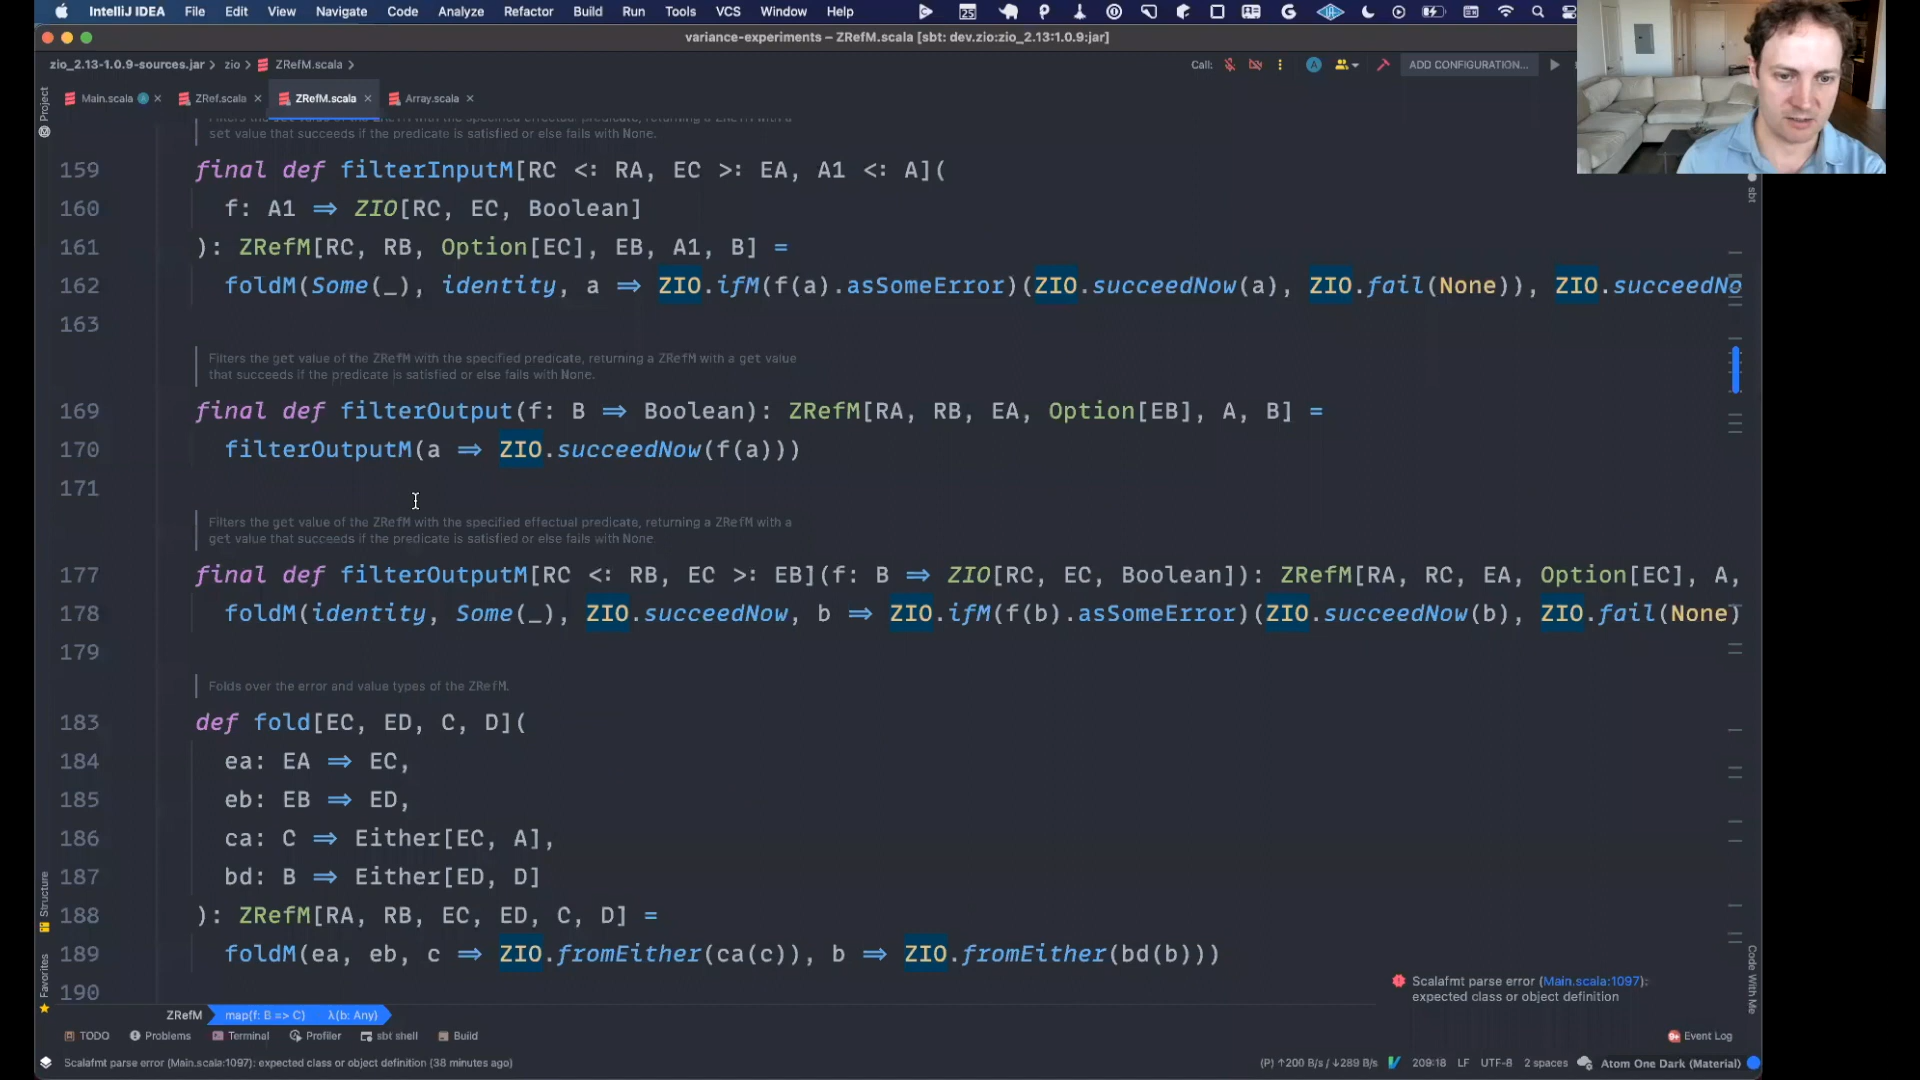 IntelliJ IDEA File Edit View Navigate Code Analyze Refactor Build Run Tools VCS Window Help
25
variance-experiments – ZRefM.scala [sbt: dev.zio:zio_2.13:1.0.9:jar]
zio_2.13-1.0.9-sources.jar zio ZRefM.scala
Call: ADD CONFIGURATION...
Main.scala ZRef.scala ZRefM.scala Array.scala
Project
sbt
set value that succeeds if the predicate is satisfied or else fails with None.
159 final def filterInputM[RC <: RA, EC >: EA, A1 <: A](
160 f: A1 ⇒ ZIO[RC, EC, Boolean]
161 ): ZRefM[RC, RB, Option[EC], EB, A1, B] =
162 foldM(Some(_), identity, a ⇒ ZIO.ifM(f(a).asSomeError)(ZIO.succeedNow(a), ZIO.fail(None)), ZIO.succeedNo
163
Filters the get value of the ZRefM with the specified predicate, returning a ZRefM with a get value
that succeeds if the predicate is satisfied or else fails with None.
169 final def filterOutput(f: B ⇒ Boolean): ZRefM[RA, RB, EA, Option[EB], A, B] =
170 filterOutputM(a ⇒ ZIO.succeedNow(f(a)))
171
Filters the get value of the ZRefM with the specified effectual predicate, returning a ZRefM with a
get value that succeeds if the predicate is satisfied or else fails with None
177 final def filterOutputM[RC <: RB, EC >: EB](f: B ⇒ ZIO[RC, EC, Boolean]): ZRefM[RA, RC, EA, Option[EC], A,
178 foldM(identity, Some(_), ZIO.succeedNow, b ⇒ ZIO.ifM(f(b).asSomeError)(ZIO.succeedNow(b), ZIO.fail(None)
179
Folds over the error and value types of the ZRefM.
183 def fold[EC, ED, C, D](
184 ea: EA ⇒ EC,
185 eb: EB ⇒ ED,
186 ca: C ⇒ Either[EC, A],
187 bd: B ⇒ Either[ED, D]
188 ): ZRefM[RA, RB, EC, ED, C, D] =
189 foldM(ea, eb, c ⇒ ZIO.fromEither(ca(c)), b ⇒ ZIO.fromEither(bd(b)))
190
Structure
Favorites
Code With Me
Scalafmt parse error (Main.scala:1097):
expected class or object definition
ZRefM map(f: B => C) λ(b: Any)
TODO Problems Terminal Profiler sbt shell Build
Event Log
Scalafmt parse error (Main.scala:1097): expected class or object definition (38 minutes ago)
(P) ↑200 B/s / ↓289 B/s 209:18 LF UTF-8 2 spaces Atom One Dark (Material)